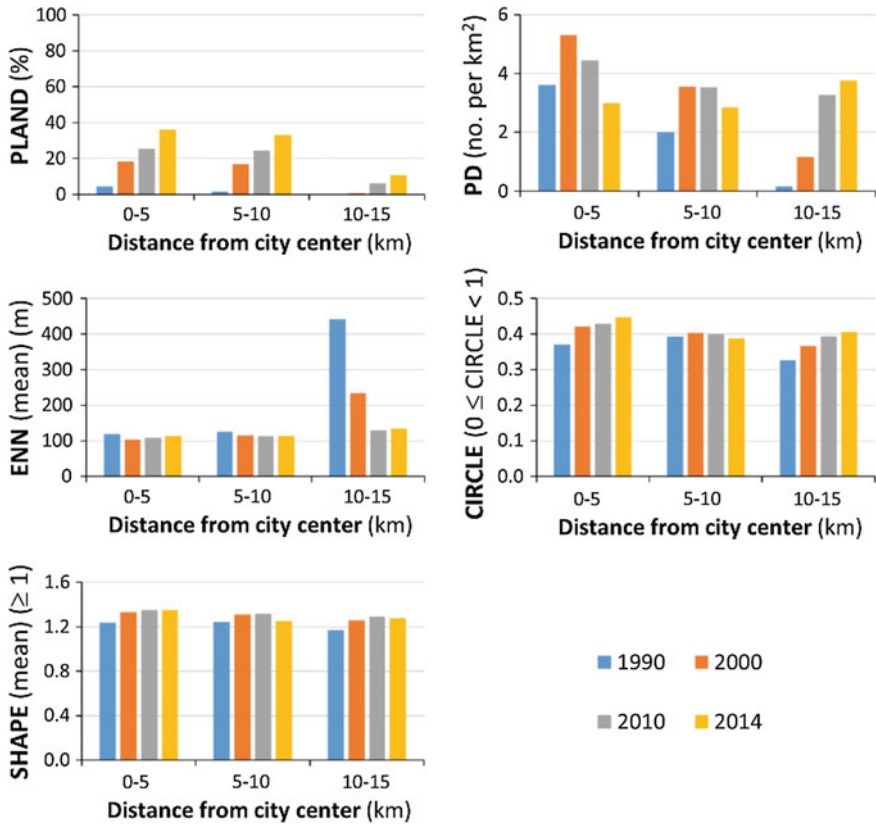 PLAND (%)
100
80
60
40
20
0
0-5 5-10 10-15
Distance from city center (km)
PD (no. per km²)
6
4
2
0
0-5 5-10 10-15
Distance from city center (km)
ENN (mean) (m)
500
400
300
200
100
0
0-5 5-10 10-15
Distance from city center (km)
CIRCLE (0 ≤ CIRCLE < 1)
0.5
0.4
0.3
0.2
0.1
0.0
0-5 5-10 10-15
Distance from city center (km)
SHAPE (mean) (≥ 1)
1.6
1.2
0.8
0.4
0.0
0-5 5-10 10-15
Distance from city center (km)
1990 2000
2010 2014